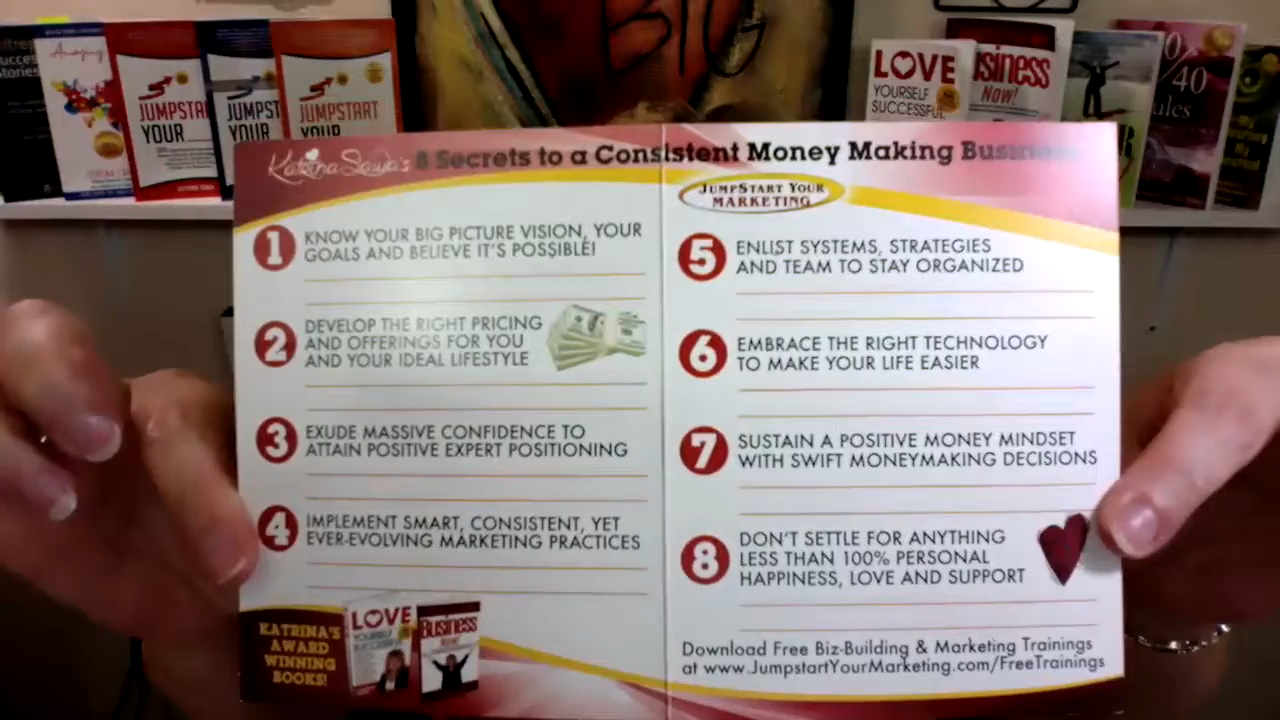 BIG
Amazing
JUMPSTART
YOUR
JUMPST
YOUR
JUMPSTART
YOUR
LOVE
YOURSELF
SUCCESSFUL
Business
Now!
Katrina Sawa's 8 Secrets to a Consistent Money Making Business
JUMPSTART YOUR
MARKETING
1 KNOW YOUR BIG PICTURE VISION, YOUR
GOALS AND BELIEVE IT'S POSSIBLE!
2 DEVELOP THE RIGHT PRICING
AND OFFERINGS FOR YOU
AND YOUR IDEAL LIFESTYLE
3 EXUDE MASSIVE CONFIDENCE TO
ATTAIN POSITIVE EXPERT POSITIONING
4 IMPLEMENT SMART, CONSISTENT, YET
EVER-EVOLVING MARKETING PRACTICES
KATRINA'S
AWARD
WINNING
BOOKS!
LOVE
YOURSELF
Business
5 ENLIST SYSTEMS, STRATEGIES
AND TEAM TO STAY ORGANIZED
6 EMBRACE THE RIGHT TECHNOLOGY
TO MAKE YOUR LIFE EASIER
7 SUSTAIN A POSITIVE MONEY MINDSET
WITH SWIFT MONEYMAKING DECISIONS
8 DON'T SETTLE FOR ANYTHING
LESS THAN 100% PERSONAL
HAPPINESS, LOVE AND SUPPORT
Download Free Biz-Building & Marketing Trainings
at www.JumpstartYourMarketing.com/FreeTrainings